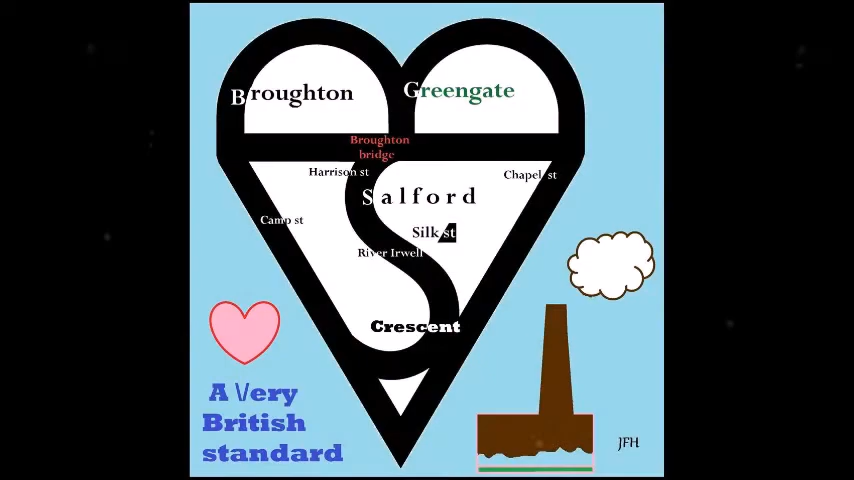 Broughton
Greengate
Broughton
bridge
Harrison st
Chapel st
Salford
Camp st
Silk st
River Irwell
Crescent
A Very
British
standard
JFH